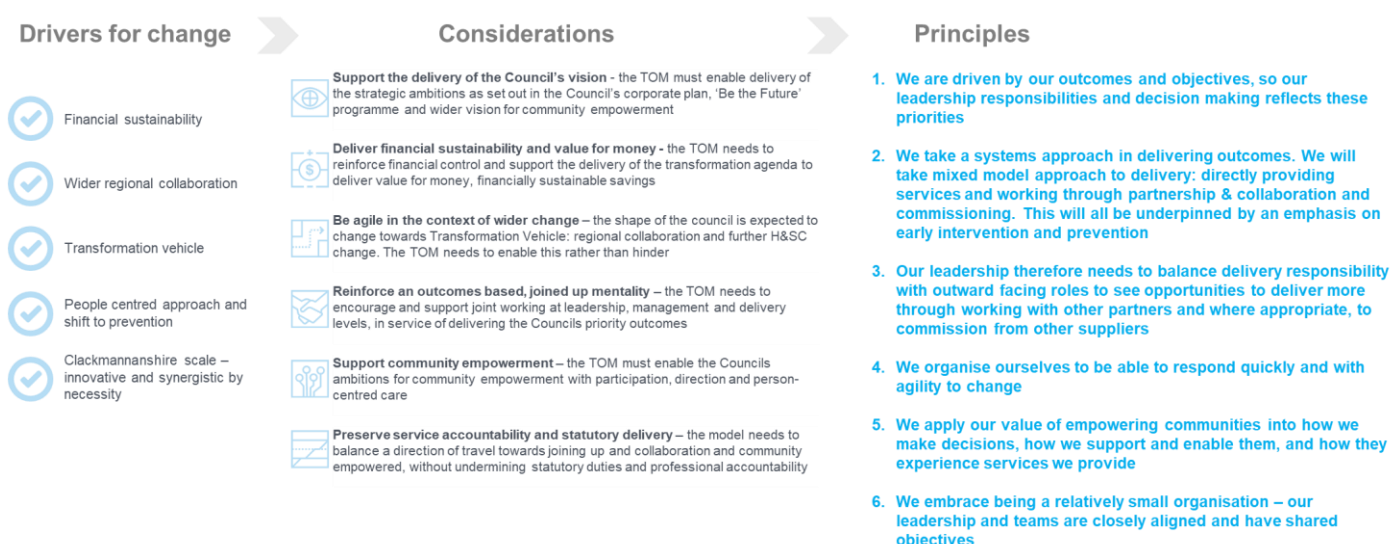 Drivers for change
Financial sustainability
Wider regional collaboration
Transformation vehicle
People centred approach and
shift to prevention
Clackmannanshire scale –
innovative and synergistic by
necessity
Considerations
Support the delivery of the Council's vision - the TOM must enable delivery of
the strategic ambitions as set out in the Council's corporate plan, 'Be the Future'
programme and wider vision for community empowerment
Deliver financial sustainability and value for money - the TOM needs to
reinforce financial control and support the delivery of the transformation agenda to
deliver value for money, financially sustainable savings
Be agile in the context of wider change – the shape of the council is expected to
change towards Transformation Vehicle: regional collaboration and further H&SC
change. The TOM needs to enable this rather than hinder
Reinforce an outcomes based, joined up mentality – the TOM needs to
encourage and support joint working at leadership, management and delivery
levels, in service of delivering the Councils priority outcomes
Support community empowerment – the TOM must enable the Councils
ambitions for community empowerment with participation, direction and person-
centred care
Preserve service accountability and statutory delivery – the model needs to
balance a direction of travel towards joining up and collaboration and community
empowered, without undermining statutory duties and professional accountability
Principles
1. We are driven by our outcomes and objectives, so our
leadership responsibilities and decision making reflects these
priorities
2. We take a systems approach in delivering outcomes. We will
take mixed model approach to delivery: directly providing
services and working through partnership & collaboration and
commissioning. This will all be underpinned by an emphasis on
early intervention and prevention
3. Our leadership therefore needs to balance delivery responsibility
with outward facing roles to see opportunities to deliver more
through working with other partners and where appropriate, to
commission from other suppliers
4. We organise ourselves to be able to respond quickly and with
agility to change
5. We apply our value of empowering communities into how we
make decisions, how we support and enable them, and how they
experience services we provide
6. We embrace being a relatively small organisation – our
leadership and teams are closely aligned and have shared
objectives